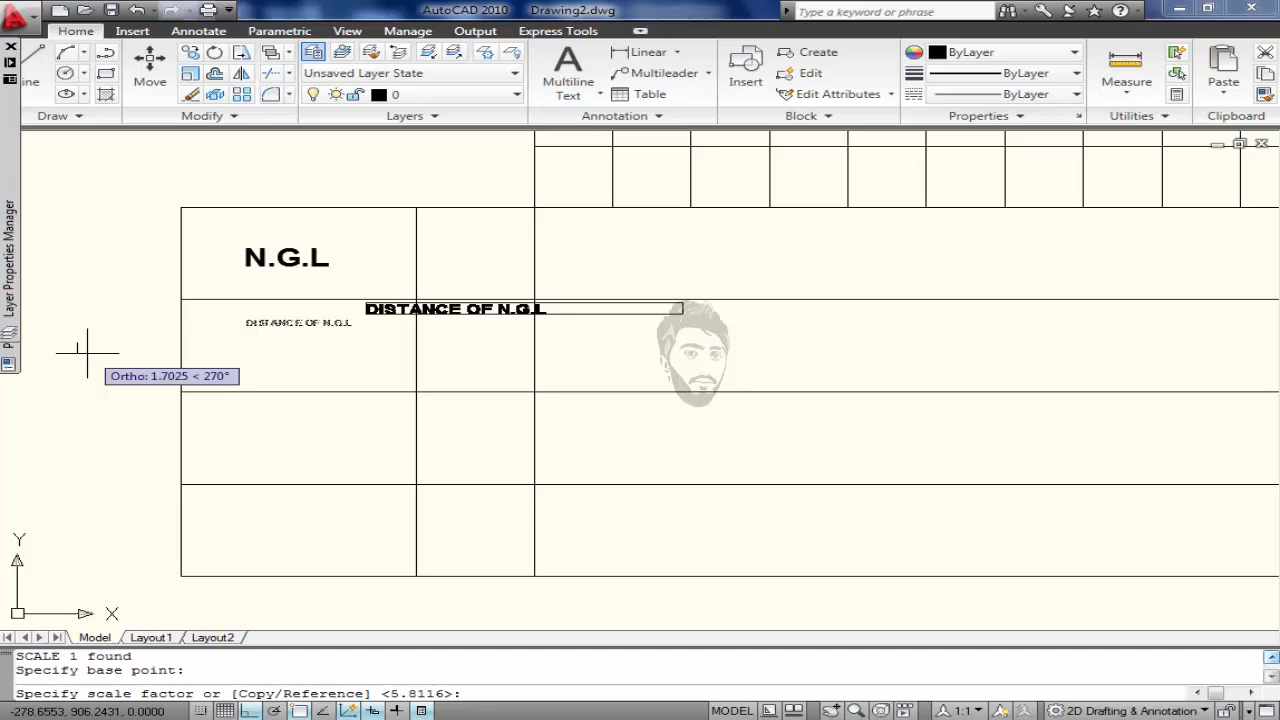 AutoCAD 2010 Drawing2.dwg
Type a keyword or phrase
Home Insert Annotate Parametric View Manage Output Express Tools
Unsaved Layer State
0
ine
Move
Multiline
Text
Linear
Multileader
Table
Insert
Create
Edit
Edit Attributes
ByLayer
ByLayer
ByLayer
Measure
Paste
Draw Modify Layers Annotation Block Properties Utilities Clipboard
Layer Properties Manager
N.G.L
DISTANCE OF N.G.L
DISTANCE OF N.G.L
Ortho: 1.7025 < 270°
Y
X
Model Layout1 Layout2
SCALE 1 found
Specify base point:
Specify scale factor or [Copy/Reference] <5.8116>:
-278.6553, 906.2431, 0.0000
MODEL
1:1
2D Drafting & Annotation